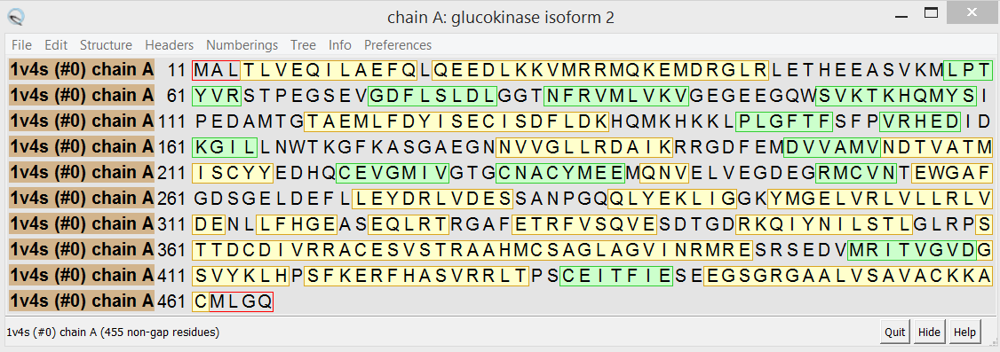 chain A: glucokinase isoform 2
File Edit Structure Headers Numberings Tree Info Preferences
1v4s (#0) chain A 11 MALTLVEQILAEFQLQEEDLKKVMRRMQKEMDRGLRLETHEEASVKMLPT
1v4s (#0) chain A 61 YVRSTPEGSEVGDFLSLDLGGTNFRVMLVKVGEGEEGQWSVKTKHQMYSI
1v4s (#0) chain A 111 PEDAMTGTAEMLFDYISECISDFLDKHQMKHKKLPLGFTFSFPVRHEDID
1v4s (#0) chain A 161 KGILLNWTKGFKASGAEGNNVVGLLRDAIKRRGDFEMDVVAMVNDTVATM
1v4s (#0) chain A 211 ISCYYEDHQCEVGMIVGTGCNACYMEEMQNVELVEGDEGRMCVNTEWGAF
1v4s (#0) chain A 261 GDSGELDEFLLEYDRLVDESSANPGQQLYEKLIGGKYMGELVRLVLLRLV
1v4s (#0) chain A 311 DENLLFHGEASEQLRTRGAFETRFVSQVESDTGDRKQIYNILSTLGLRPS
1v4s (#0) chain A 361 TTDCDIVRRACESVSTRAAHMCSAGLAGVINRMRESRSEDVMRITVGVDG
1v4s (#0) chain A 411 SVYKLHPSFKERFHASVRRLTPSCEITFIESEEGSGRGAALVSAVACKKA
1v4s (#0) chain A 461 CMLGQ
1v4s (#0) chain A (455 non-gap residues) Quit Hide Help